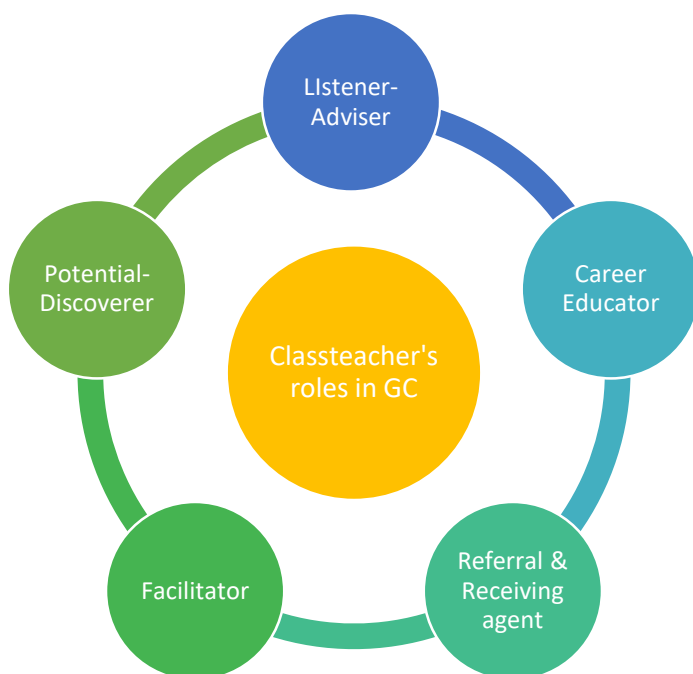 LIstener-
Adviser
Career
Educator
Referral &
Receiving
agent
Facilitator
Potential-
Discoverer
Classteacher's
roles in GC